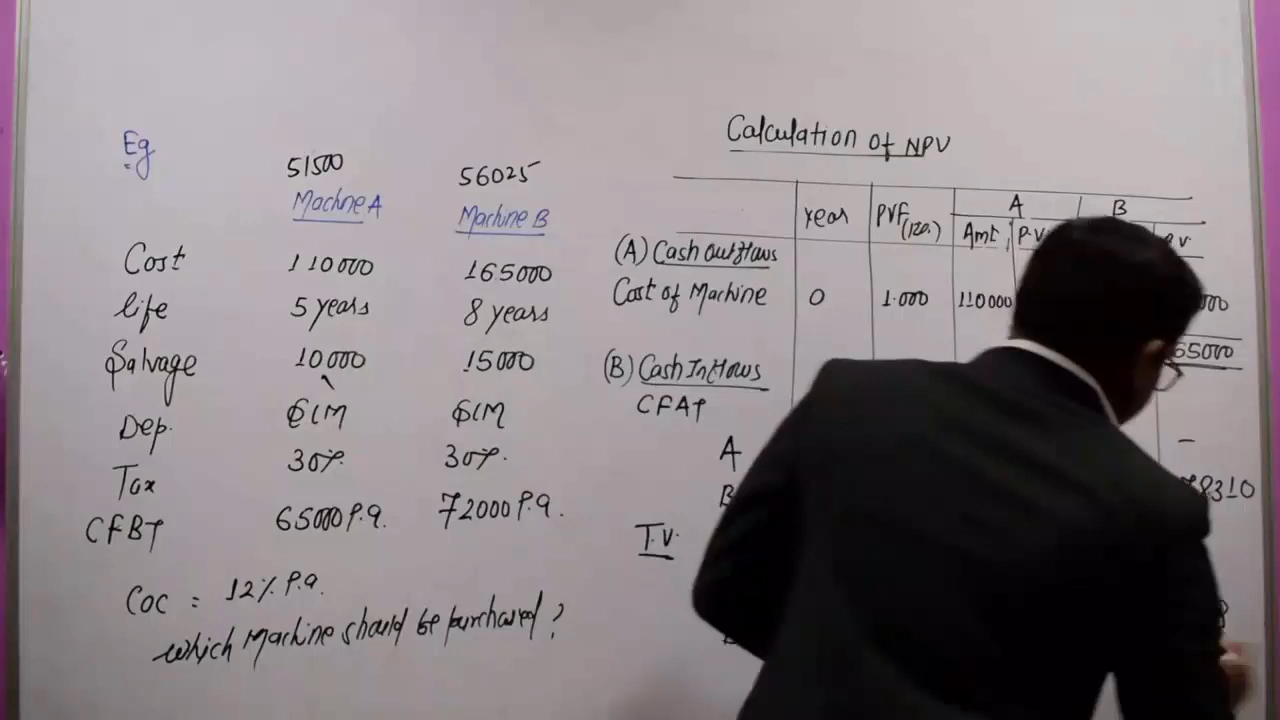 Eg
51500 56025
Machine A Machine B
Cost 110000 165000
life 5 years 8 years
Salvage 10000 15000
Dep. SLM SLM
Tax 30%. 30%.
CFBT 65000 P.a. 72000 P.a.
COC = 12% P.a.
which Machine should be purchased?
Calculation of NPV
A B
year PVF(12%) Amt P.V
(A) Cash outflows
Cost of Machine 0 1.000 110000
65000
(B) Cash Inflows
CFAT
A -
B 78310
T.V.